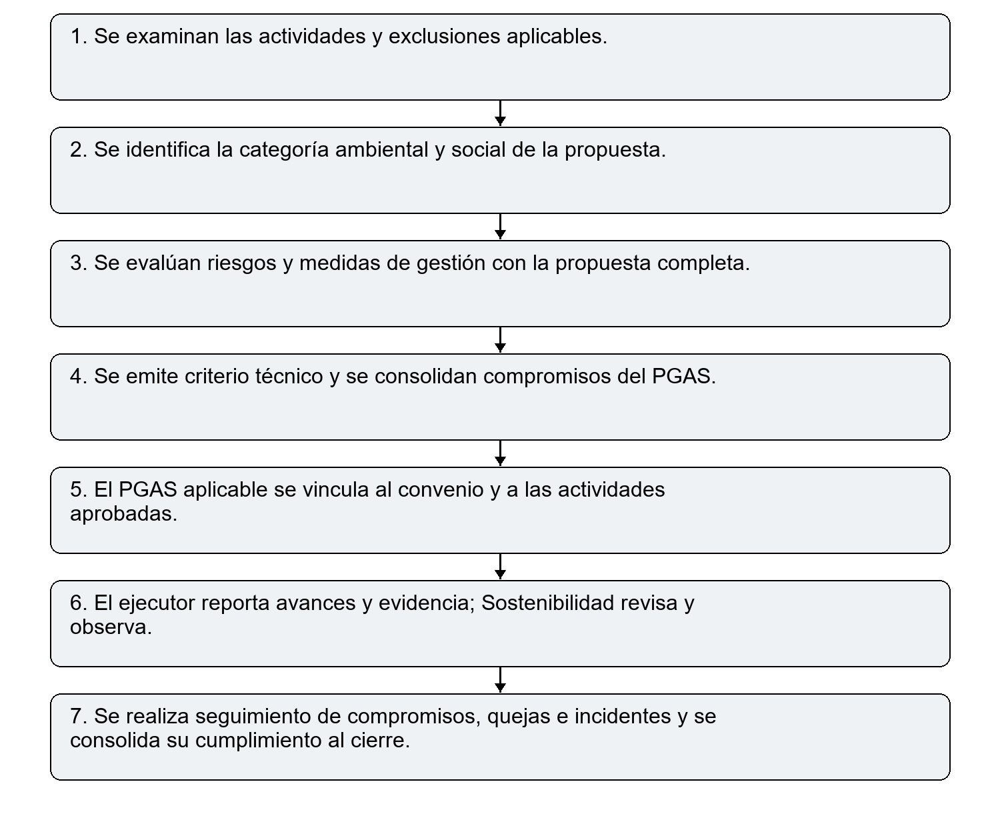 1. Se examinan las actividades y exclusiones aplicables.
2. Se identifica la categoría ambiental y social de la propuesta.
3. Se evalúan riesgos y medidas de gestión con la propuesta completa.
4. Se emite criterio técnico y se consolidan compromisos del PGAS.
5. El PGAS aplicable se vincula al convenio y a las actividades
aprobadas.
6. El ejecutor reporta avances y evidencia; Sostenibilidad revisa y
observa.
7. Se realiza seguimiento de compromisos, quejas e incidentes y se
consolida su cumplimiento al cierre.